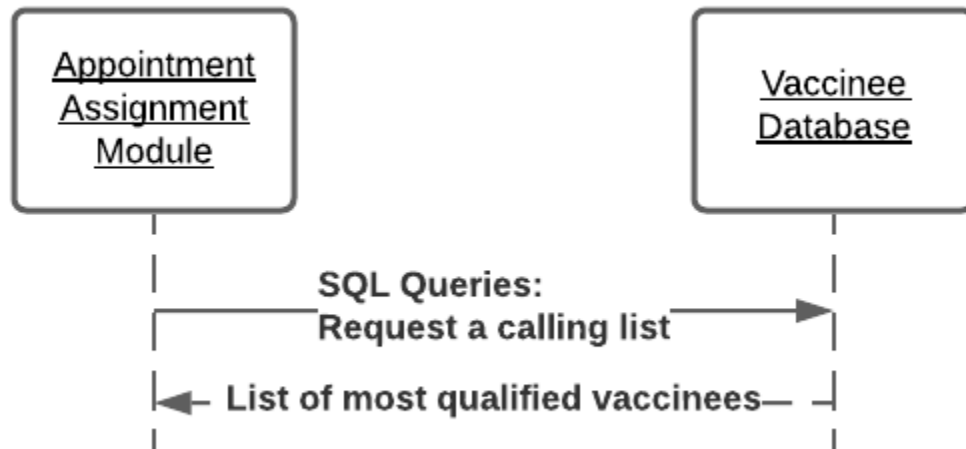 Appointment
Assignment
Module
Vaccinee
Database
SQL Queries:
Request a calling list
List of most qualified vaccinees